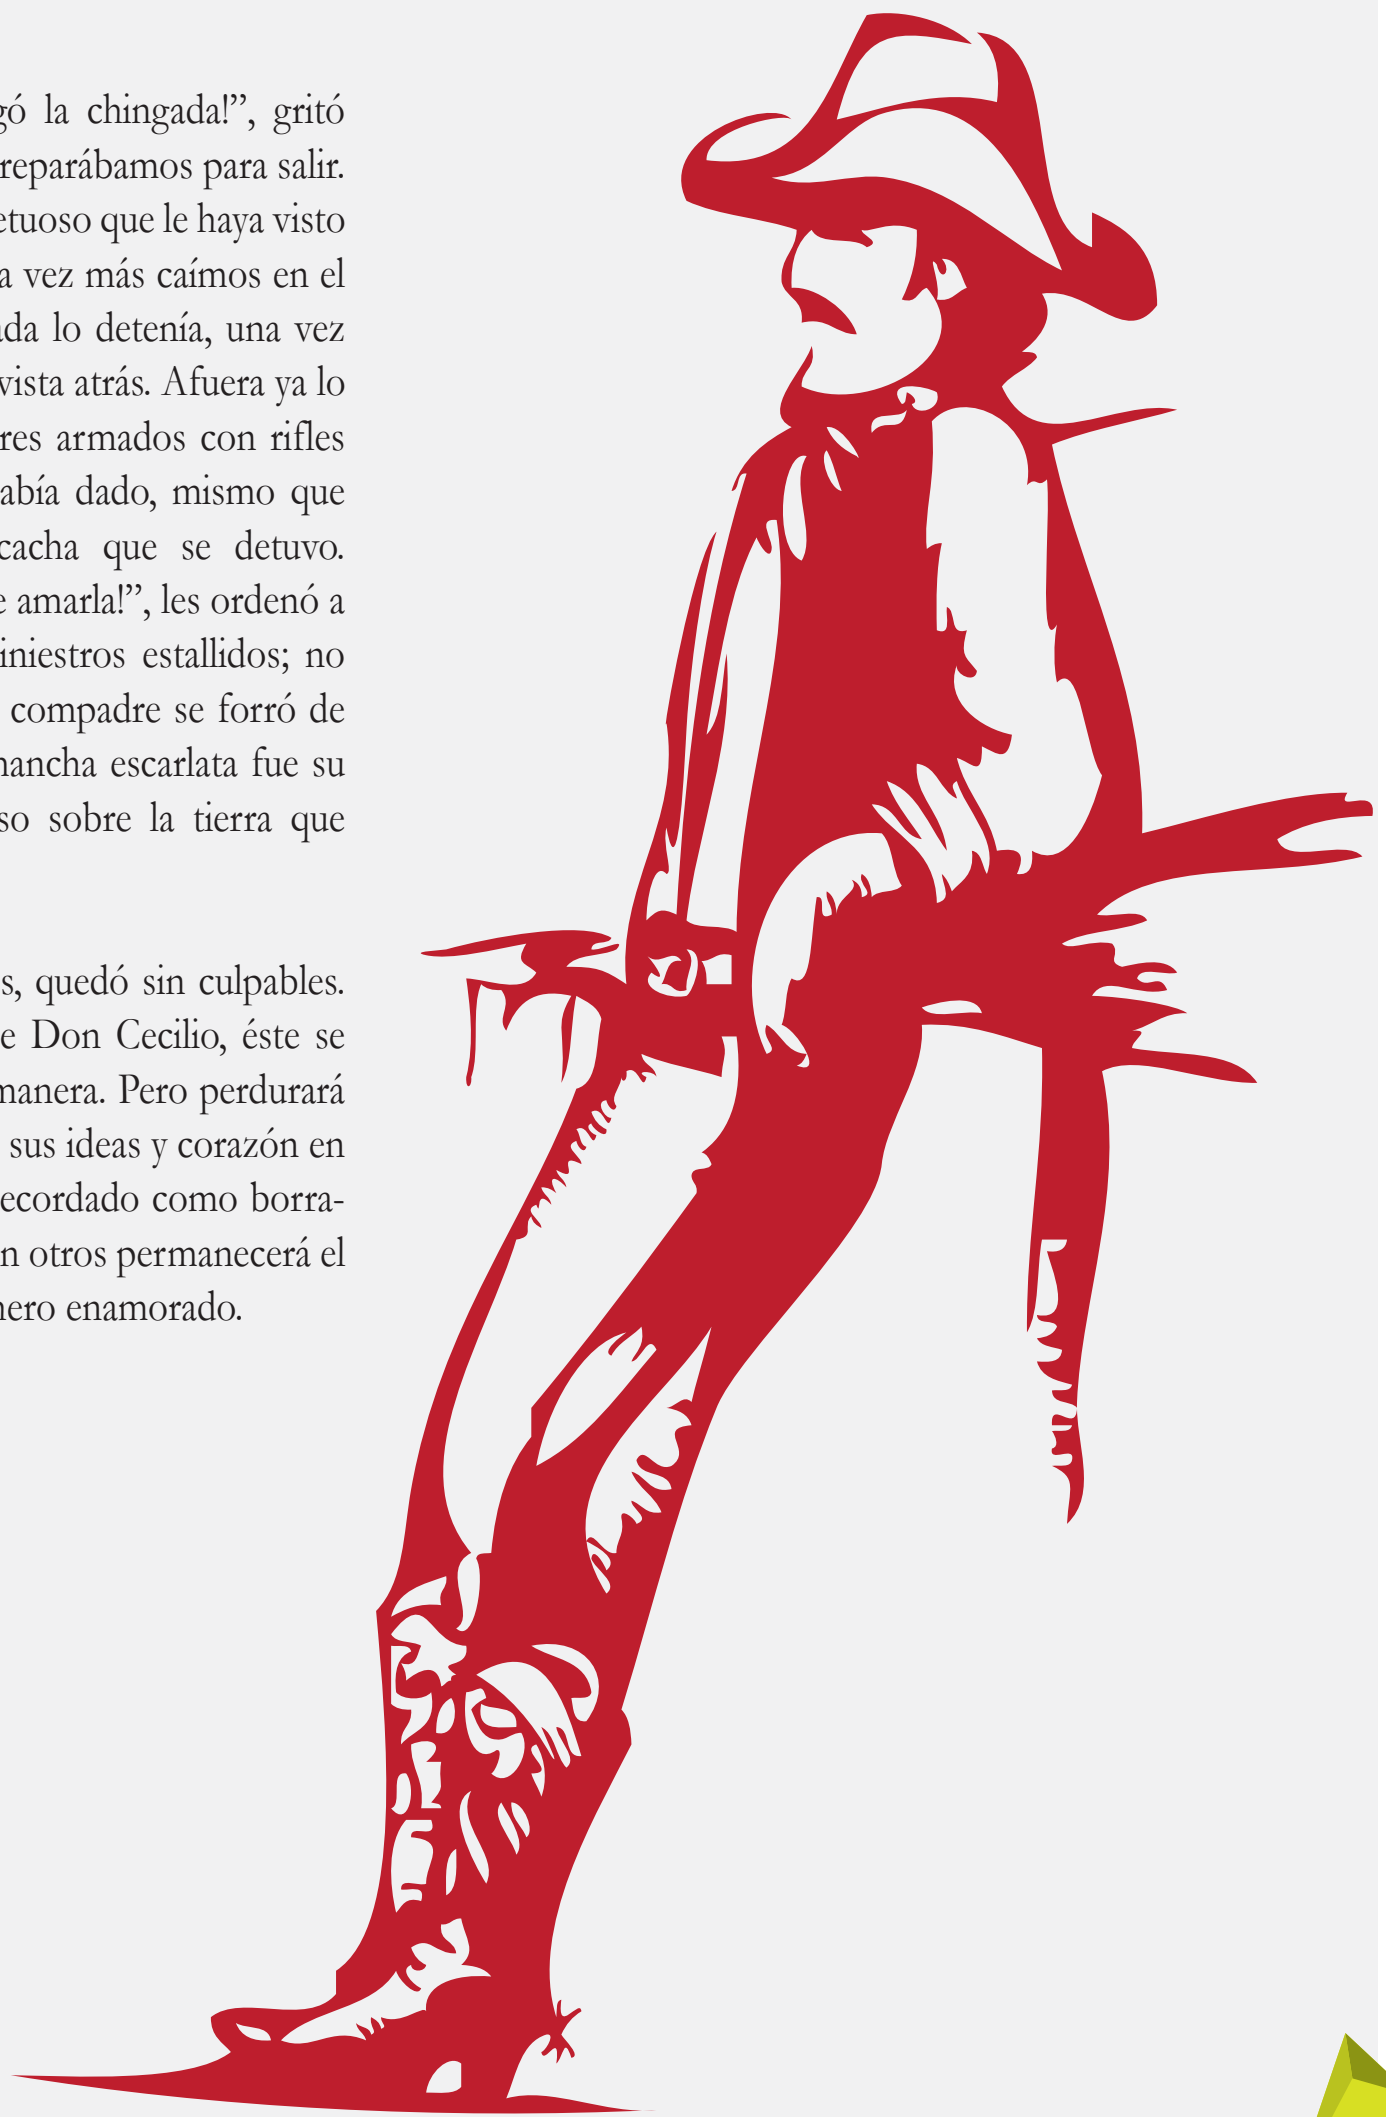 gó la chingada!”, gritó
reparábamos para salir.
etuoso que le haya visto
a vez más caímos en el
ada lo detenía, una vez
vista atrás. Afuera ya lo
res armados con rifles
abía dado, mismo que
cacha que se detuvo.
e amarla!”, les ordenó a
iniestros estallidos; no
compadre se forró de
mancha escarlata fue su
so sobre la tierra que
s, quedó sin culpables.
e Don Cecilio, éste se
manera. Pero perdurará
sus ideas y corazón en
ecordado como borra-
n otros permanecerá el
nero enamorado.